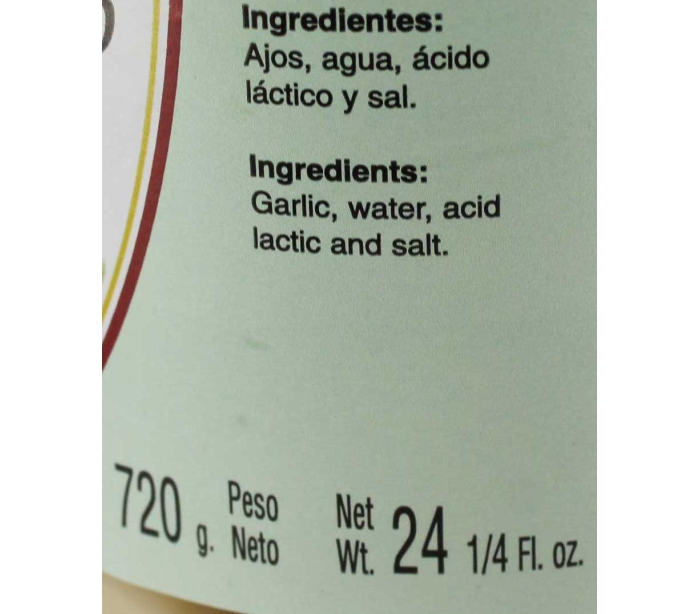 Ingredientes:
Ajos, agua, ácido
láctico y sal.
Ingredients:
Garlic, water, acid
lactic and salt.
720 g. Peso Neto
Net Wt. 24 1/4 Fl. oz.